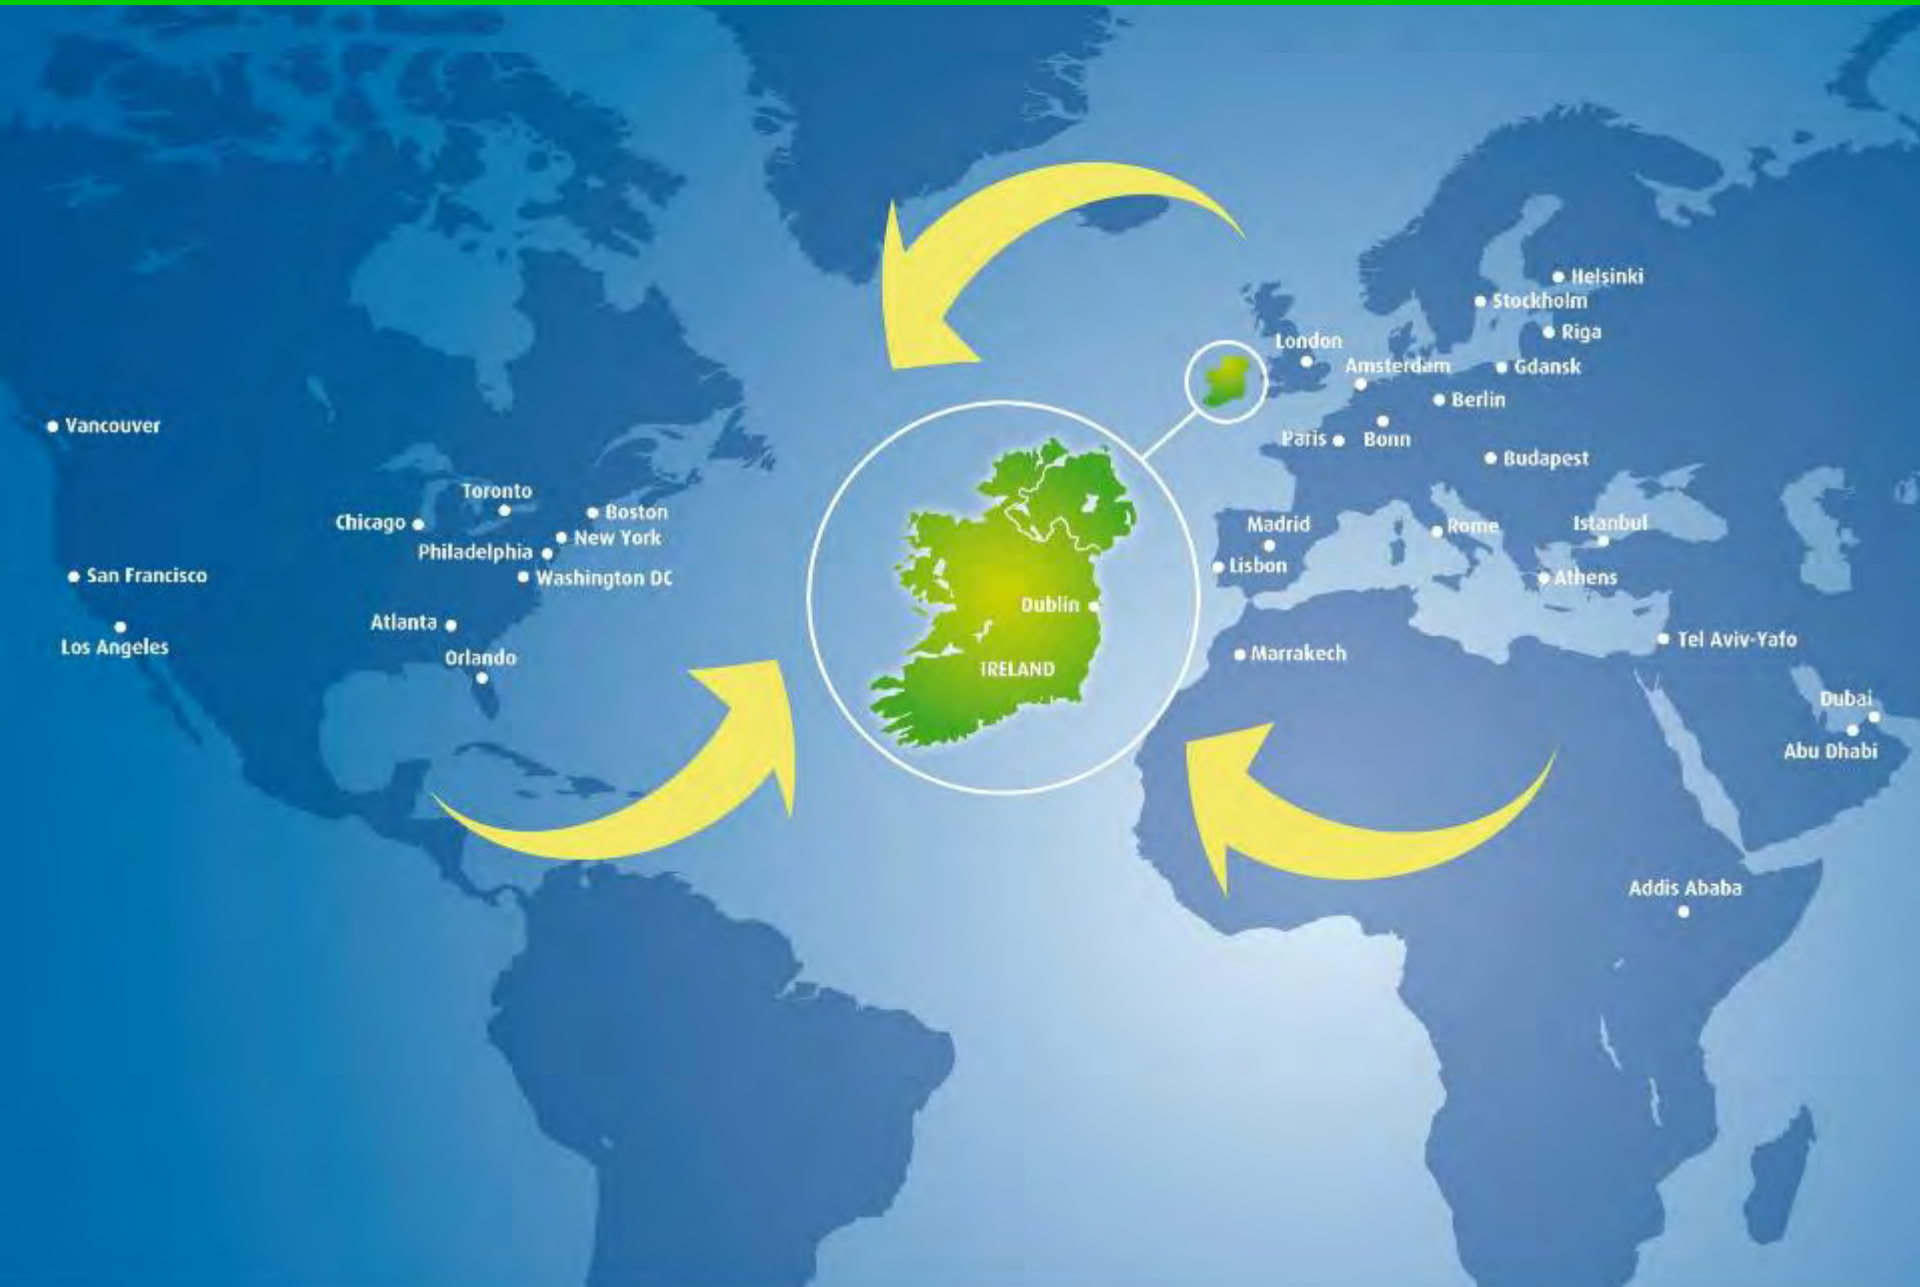 Helsinki
Stockholm
Riga
London
Amsterdam
Gdansk
Berlin
Paris
Bonn
Budapest
Vancouver
Toronto
Chicago
Boston
New York
Philadelphia
Washington DC
San Francisco
Los Angeles
Atlanta
Orlando
Dublin
IRELAND
Madrid
Lisbon
Rome
Istanbul
Athens
Marrakech
Tel Aviv-Yafo
Dubai
Abu Dhabi
Addis Ababa